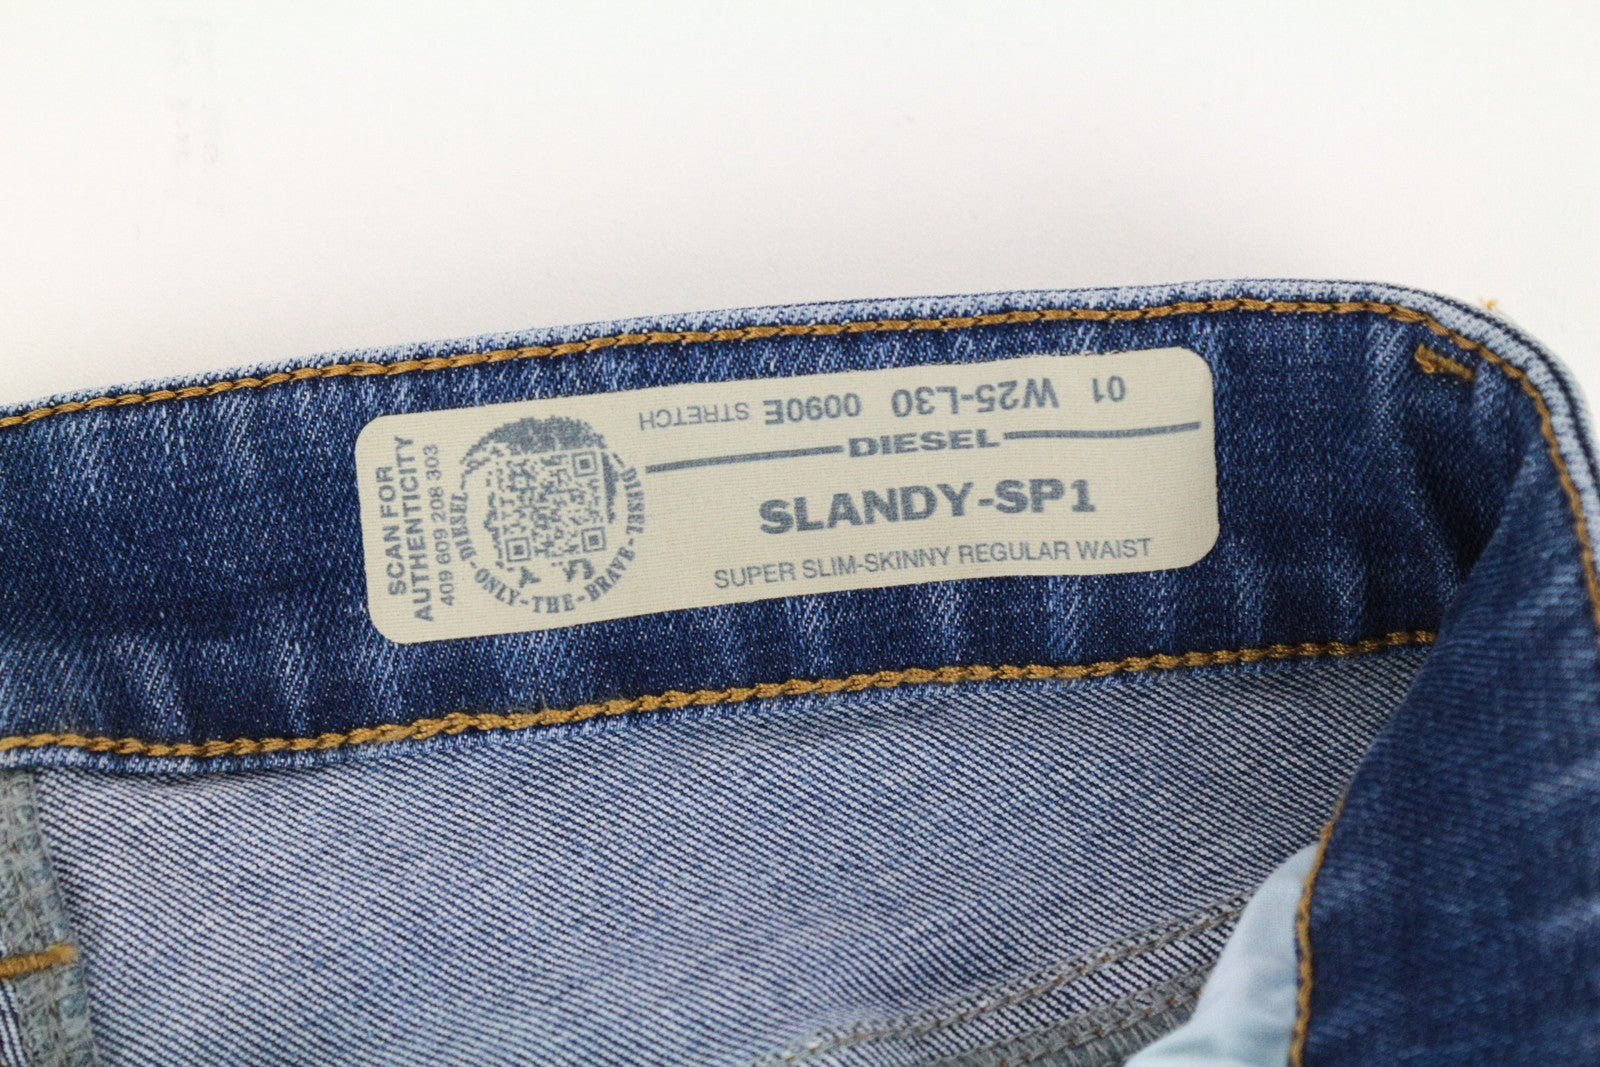 SCAN FOR
AUTHENTICITY
409 609 208 303
DIESEL-ONLY-THE-BRAVE-DIESEL
01 W25-L30 0090E STRETCH
DIESEL
SLANDY-SP1
SUPER SLIM-SKINNY REGULAR WAIST